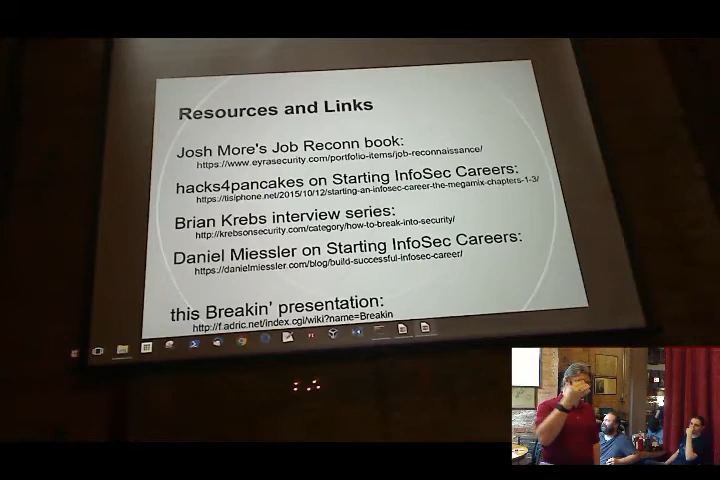 Resources and Links
Josh More's Job Reconn book:
https://www.eyrasecurity.com/portfolio-items/job-reconnaissance/
hacks4pancakes on Starting InfoSec Careers:
https://tisiphone.net/2015/10/12/starting-an-infosec-career-the-megamix-chapters-1-3/
Brian Krebs interview series:
http://krebsonsecurity.com/category/how-to-break-into-security/
Daniel Miessler on Starting InfoSec Careers:
https://danielmiessler.com/blog/build-successful-infosec-career/
this Breakin' presentation:
http://f.adric.net/index.cgi/wiki?name=Breakin